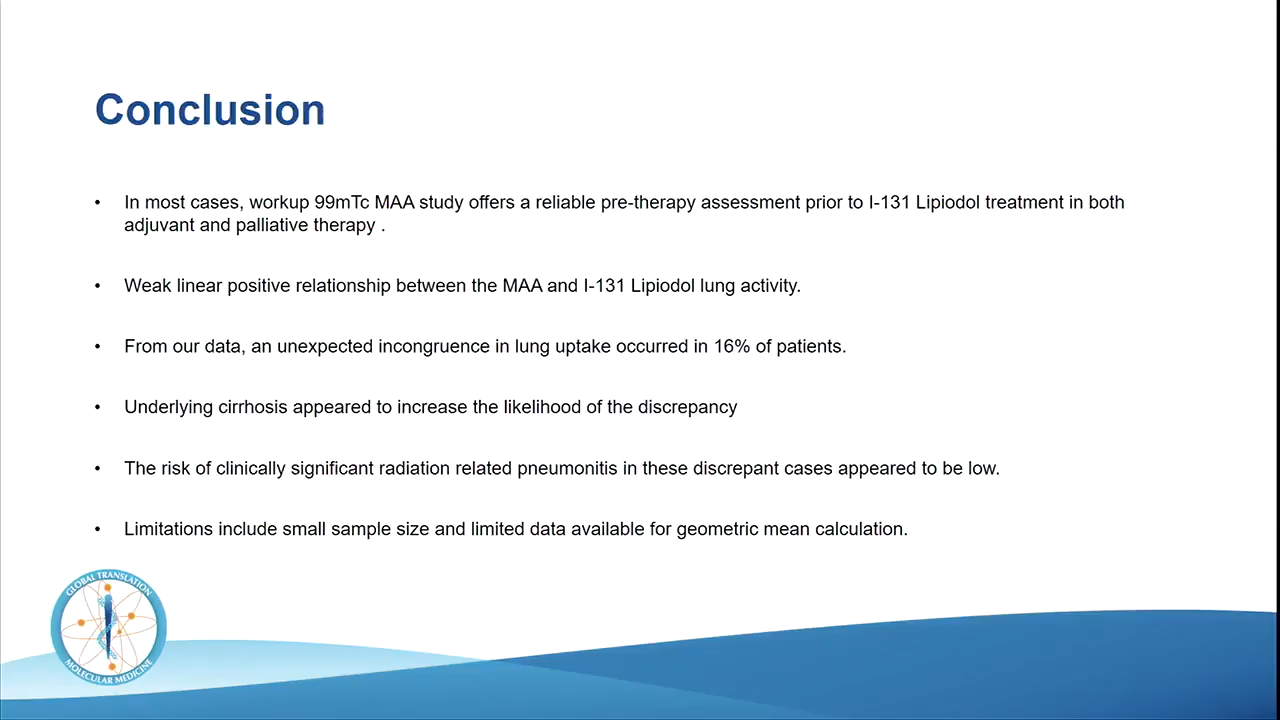 Conclusion
• In most cases, workup 99mTc MAA study offers a reliable pre-therapy assessment prior to I-131 Lipiodol treatment in both
adjuvant and palliative therapy .
• Weak linear positive relationship between the MAA and I-131 Lipiodol lung activity.
• From our data, an unexpected incongruence in lung uptake occurred in 16% of patients.
• Underlying cirrhosis appeared to increase the likelihood of the discrepancy
• The risk of clinically significant radiation related pneumonitis in these discrepant cases appeared to be low.
• Limitations include small sample size and limited data available for geometric mean calculation.
GLOBAL TRANSLATION
MOLECULAR MEDICINE